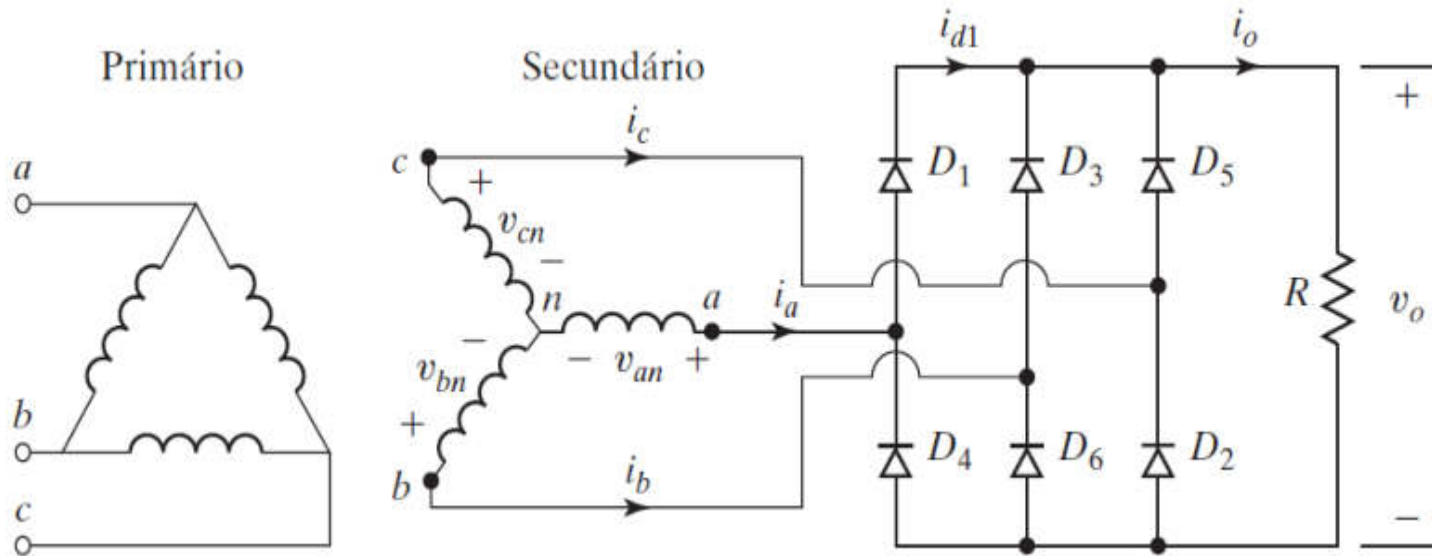 Primário
Secundário
a
b
c
c
i_c
+
v_cn
−
n
a
i_a
−
v_bn
+
− v_an +
b
i_b
i_d1
i_o
D_1
D_3
D_5
D_4
D_6
D_2
R
+
v_o
−